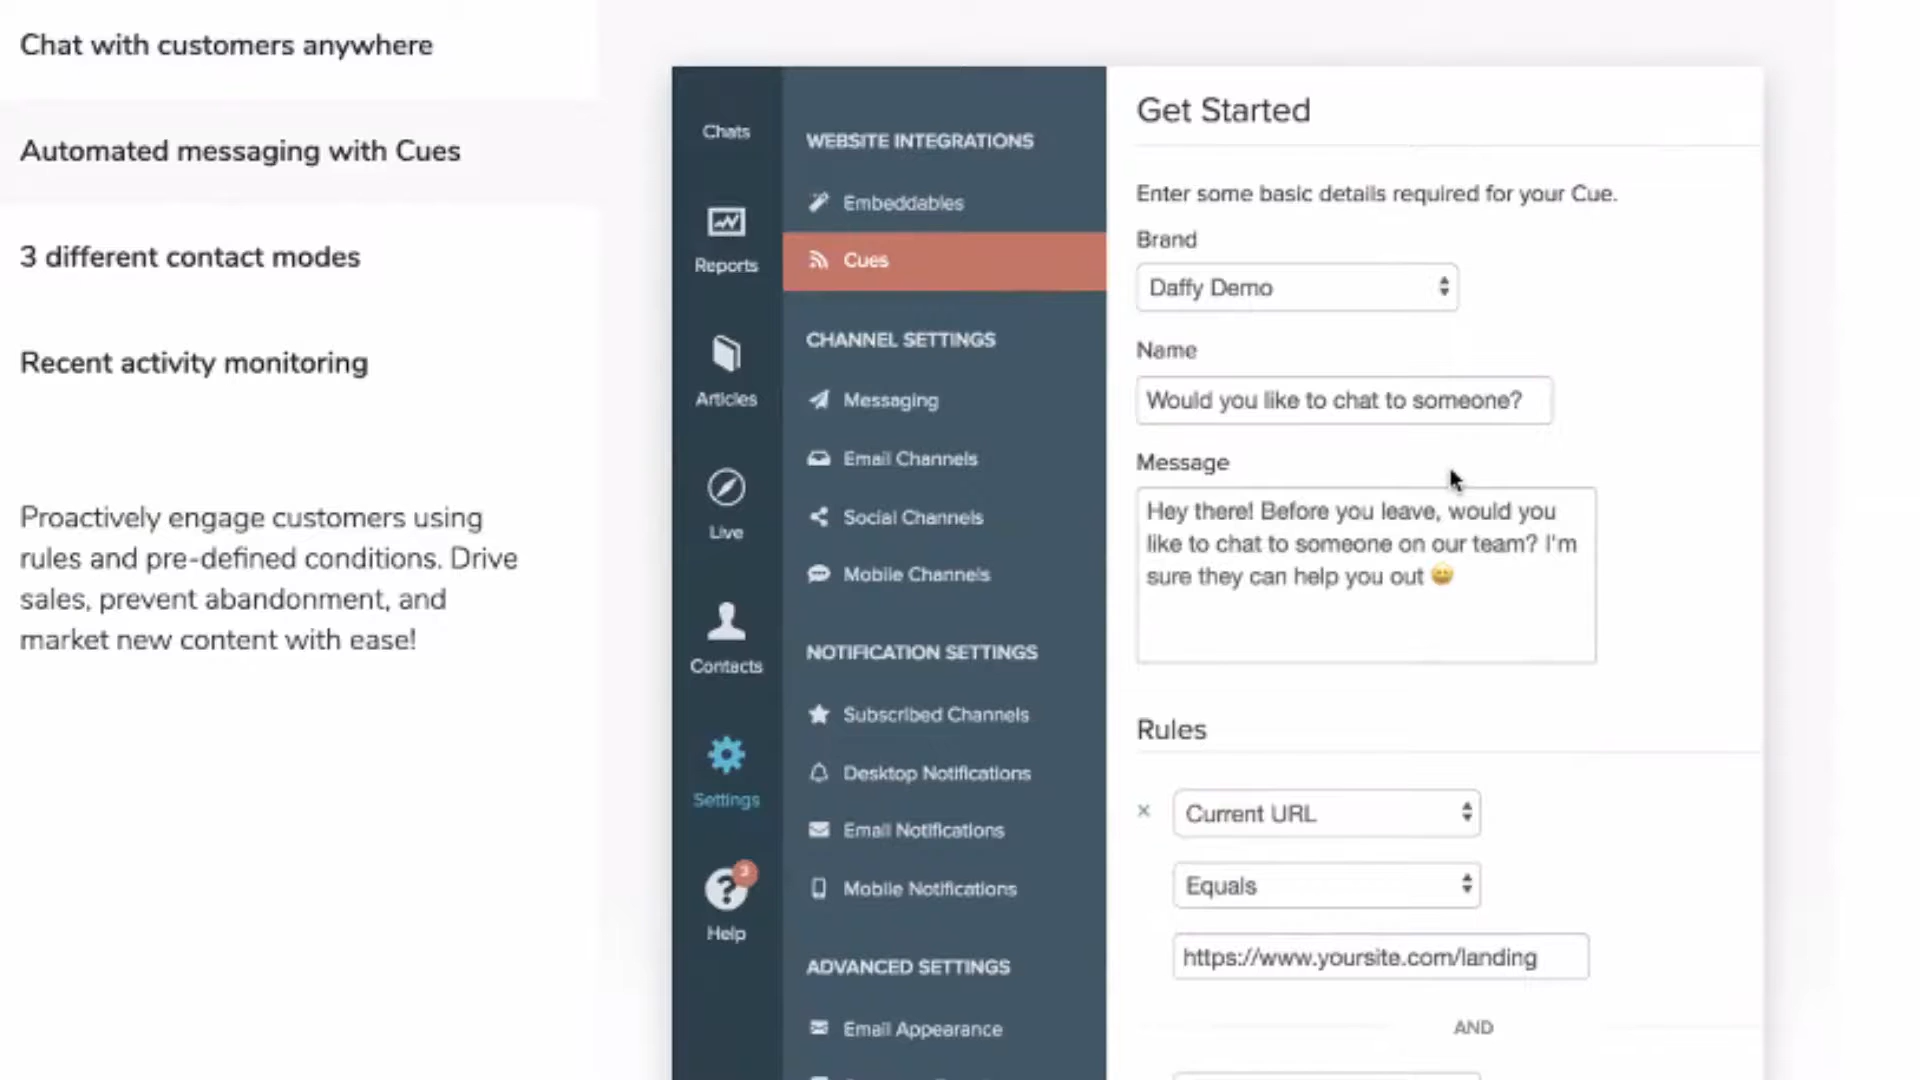 Chat with customers anywhere
Automated messaging with Cues
3 different contact modes
Recent activity monitoring
Proactively engage customers using
rules and pre-defined conditions. Drive
sales, prevent abandonment, and
market new content with ease!
Chats
Reports
Articles
Live
Contacts
Settings
3
Help
WEBSITE INTEGRATIONS
Embeddables
Cues
CHANNEL SETTINGS
Messaging
Email Channels
Social Channels
Mobile Channels
NOTIFICATION SETTINGS
Subscribed Channels
Desktop Notifications
Email Notifications
Mobile Notifications
ADVANCED SETTINGS
Email Appearance
Get Started
Enter some basic details required for your Cue.
Brand
Daffy Demo
Name
Would you like to chat to someone?
Message
Hey there! Before you leave, would you
like to chat to someone on our team? I'm
sure they can help you out 😄
Rules
Current URL
Equals
https://www.yoursite.com/landing
AND